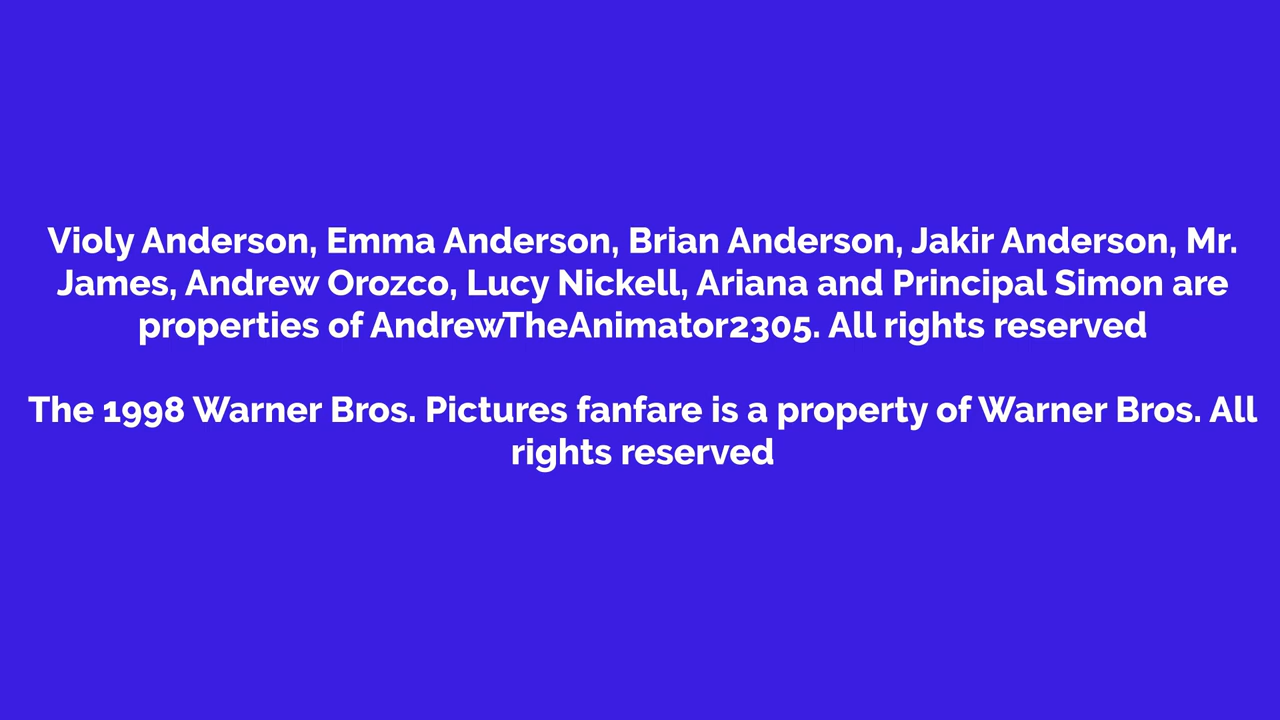 Violy Anderson, Emma Anderson, Brian Anderson, Jakir Anderson, Mr.
James, Andrew Orozco, Lucy Nickell, Ariana and Principal Simon are
properties of AndrewTheAnimator2305. All rights reserved
The 1998 Warner Bros. Pictures fanfare is a property of Warner Bros. All
rights reserved